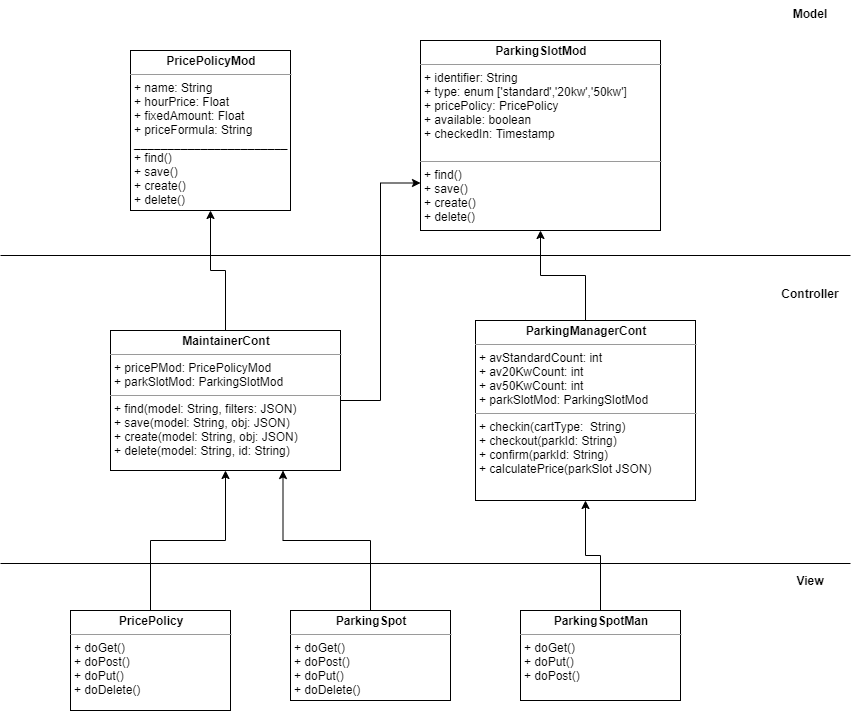 Model
PricePolicyMod
+ name: String
+ hourPrice: Float
+ fixedAmount: Float
+ priceFormula: String
+ find()
+ save()
+ create()
+ delete()
ParkingSlotMod
+ identifier: String
+ type: enum ['standard','20kw','50kw']
+ pricePolicy: PricePolicy
+ available: boolean
+ checkedIn: Timestamp
+ find()
+ save()
+ create()
+ delete()
Controller
MaintainerCont
+ pricePMod: PricePolicyMod
+ parkSlotMod: ParkingSlotMod
+ find(model: String, filters: JSON)
+ save(model: String, obj: JSON)
+ create(model: String, obj: JSON)
+ delete(model: String, id: String)
ParkingManagerCont
+ avStandardCount: int
+ av20KwCount: int
+ av50KwCount: int
+ parkSlotMod: ParkingSlotMod
+ checkin(cartType:  String)
+ checkout(parkId: String)
+ confirm(parkId: String)
+ calculatePrice(parkSlot JSON)
View
PricePolicy
+ doGet()
+ doPost()
+ doPut()
+ doDelete()
ParkingSpot
+ doGet()
+ doPost()
+ doPut()
+ doDelete()
ParkingSpotMan
+ doGet()
+ doPut()
+ doPost()